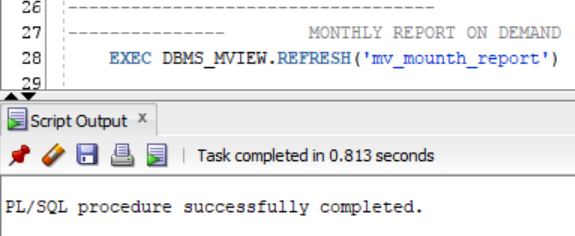 26 -----------------------------------
27 --------------- MONTHLY REPORT ON DEMAND
28 EXEC DBMS_MVIEW.REFRESH('mv_mounth_report')
29
Script Output x
Task completed in 0.813 seconds
PL/SQL procedure successfully completed.